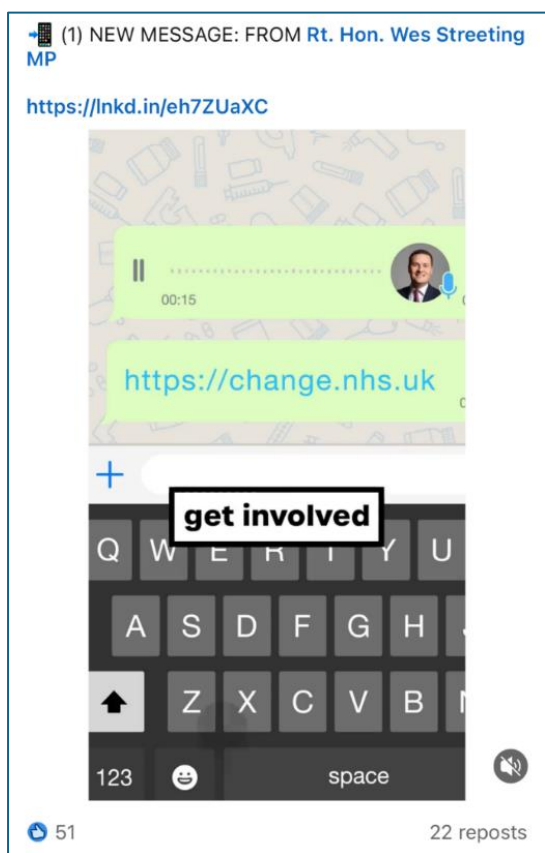 (1) NEW MESSAGE: FROM Rt. Hon. Wes Streeting
MP
https://lnkd.in/eh7ZUaXC
00:15
https://change.nhs.uk
get involved
Q W E R T Y U
A S D F G H
Z X C V B
123 space
51 22 reposts